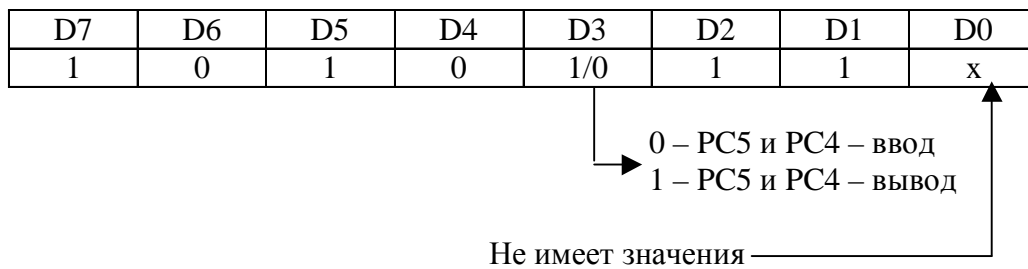 D7 D6 D5 D4 D3 D2 D1 D0
1 0 1 0 1/0 1 1 x
0 – PC5 и PC4 – ввод
1 – PC5 и PC4 – вывод
Не имеет значения